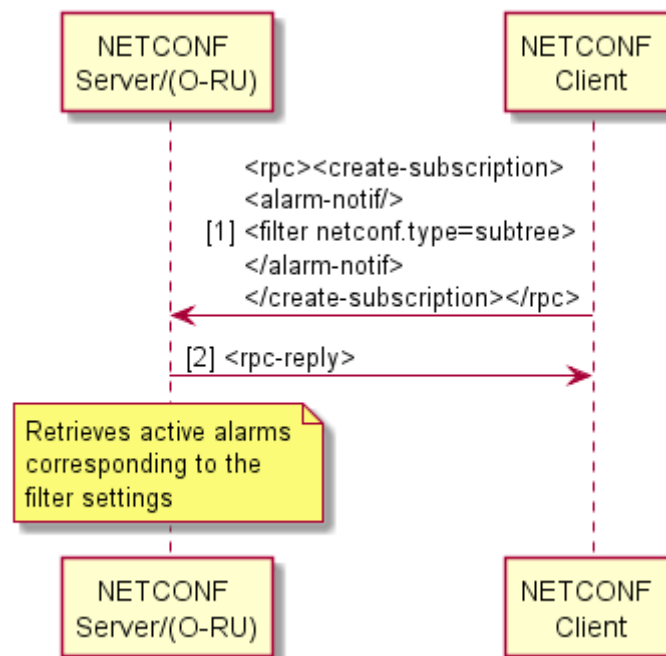 NETCONF
Server/(O-RU)
NETCONF
Client
<rpc><create-subscription>
<alarm-notif/>
[1] <filter netconf.type=subtree>
</alarm-notif>
</create-subscription></rpc>
[2] <rpc-reply>
Retrieves active alarms
corresponding to the
filter settings
NETCONF
Server/(O-RU)
NETCONF
Client